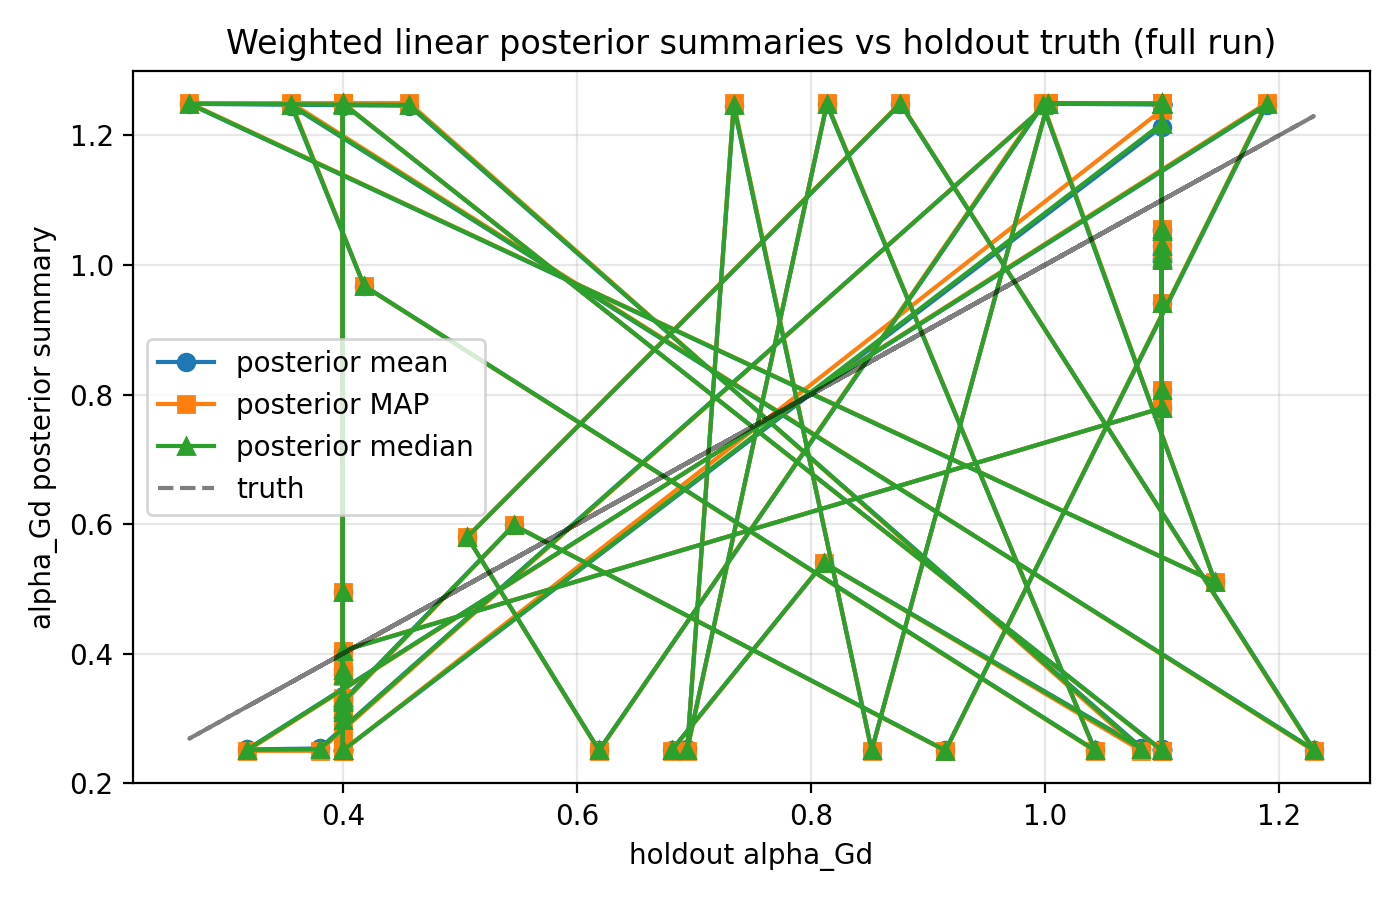 Weighted linear posterior summaries vs holdout truth (full run)
alpha_Gd posterior summary
1.2
1.0
0.8
0.6
0.4
0.2
posterior mean
posterior MAP
posterior median
truth
0.4 0.6 0.8 1.0 1.2
holdout alpha_Gd